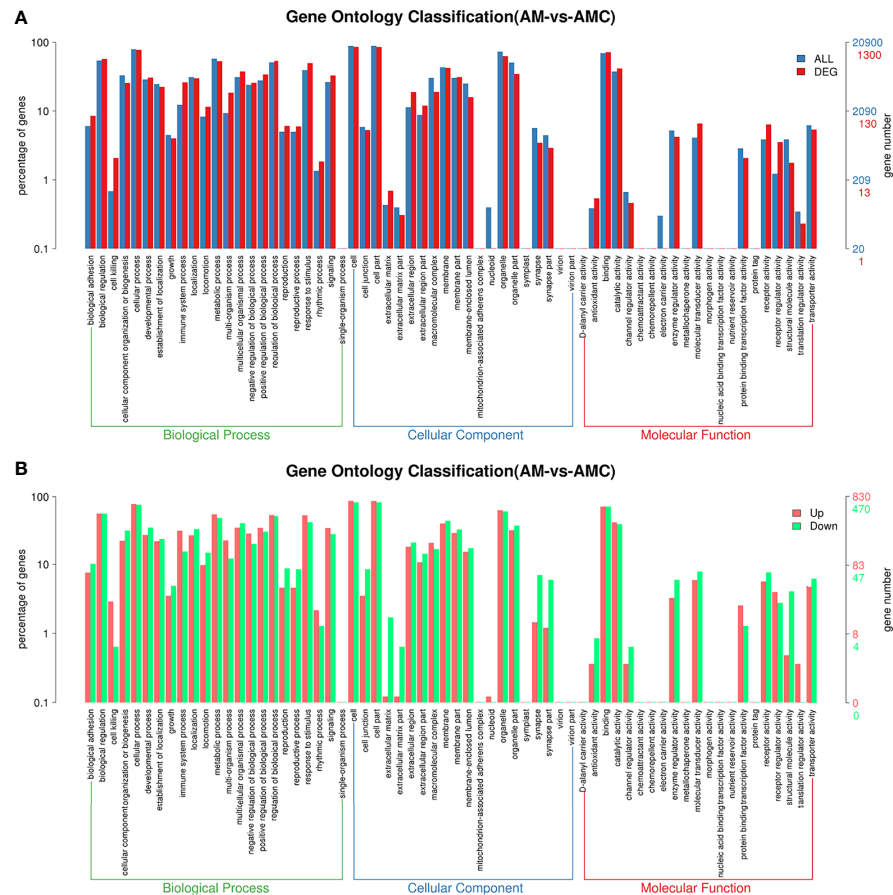 A
Gene Ontology Classification(AM-vs-AMC)
percentage of genes
100
10
1
0.1
ALL
DEG
20900
1300
2090
130
209
13
20
1
gene number
biological adhesion
biological regulation
cell killing
cellular component organization or biogenesis
cellular process
developmental process
establishment of localization
growth
immune system process
localization
locomotion
metabolic process
multi-organism process
multicellular organismal process
negative regulation of biological process
positive regulation of biological process
regulation of biological process
reproduction
reproductive process
response to stimulus
rhythmic process
signaling
single-organism process
cell
cell junction
cell part
extracellular matrix
extracellular matrix part
extracellular region
extracellular region part
macromolecular complex
membrane
membrane part
membrane-enclosed lumen
mitochondrion-associated adherens complex
nucleoid
organelle
organelle part
symplast
synapse
synapse part
virion
virion part
D-alanyl carrier activity
antioxidant activity
binding
catalytic activity
channel regulator activity
chemoattractant activity
chemorepellent activity
electron carrier activity
enzyme regulator activity
metallochaperone activity
molecular transducer activity
morphogen activity
nucleic acid binding transcription factor activity
nutrient reservoir activity
protein binding transcription factor activity
protein tag
receptor activity
receptor regulator activity
structural molecule activity
translation regulator activity
transporter activity
Biological Process
Cellular Component
Molecular Function
B
Gene Ontology Classification(AM-vs-AMC)
percentage of genes
100
10
1
0.1
Up
Down
830
470
83
47
8
4
0
0
gene number
biological adhesion
biological regulation
cell killing
cellular component organization or biogenesis
cellular process
developmental process
establishment of localization
growth
immune system process
localization
locomotion
metabolic process
multi-organism process
multicellular organismal process
negative regulation of biological process
positive regulation of biological process
regulation of biological process
reproduction
reproductive process
response to stimulus
rhythmic process
signaling
single-organism process
cell
cell junction
cell part
extracellular matrix
extracellular matrix part
extracellular region
extracellular region part
macromolecular complex
membrane
membrane part
membrane-enclosed lumen
mitochondrion-associated adherens complex
nucleoid
organelle
organelle part
symplast
synapse
synapse part
virion
virion part
D-alanyl carrier activity
antioxidant activity
binding
catalytic activity
channel regulator activity
chemoattractant activity
chemorepellent activity
electron carrier activity
enzyme regulator activity
metallochaperone activity
molecular transducer activity
morphogen activity
nucleic acid binding transcription factor activity
nutrient reservoir activity
protein binding transcription factor activity
protein tag
receptor activity
receptor regulator activity
structural molecule activity
translation regulator activity
transporter activity
Biological Process
Cellular Component
Molecular Function